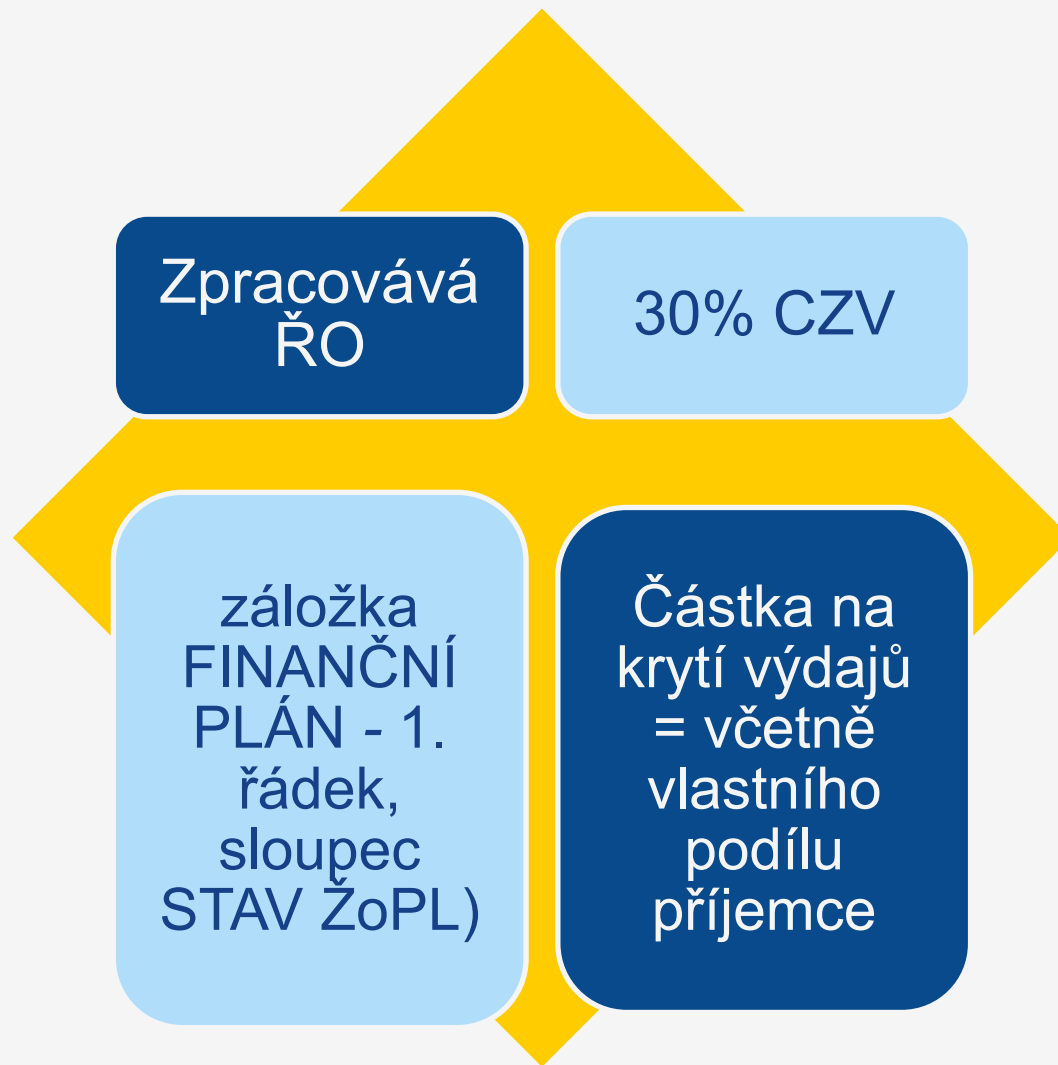 Zpracovává
ŘO
30% CZV
záložka
FINANČNÍ
PLÁN - 1.
řádek,
sloupec
STAV ŽoPL)
Částka na
krytí výdajů
= včetně
vlastního
podílu
příjemce